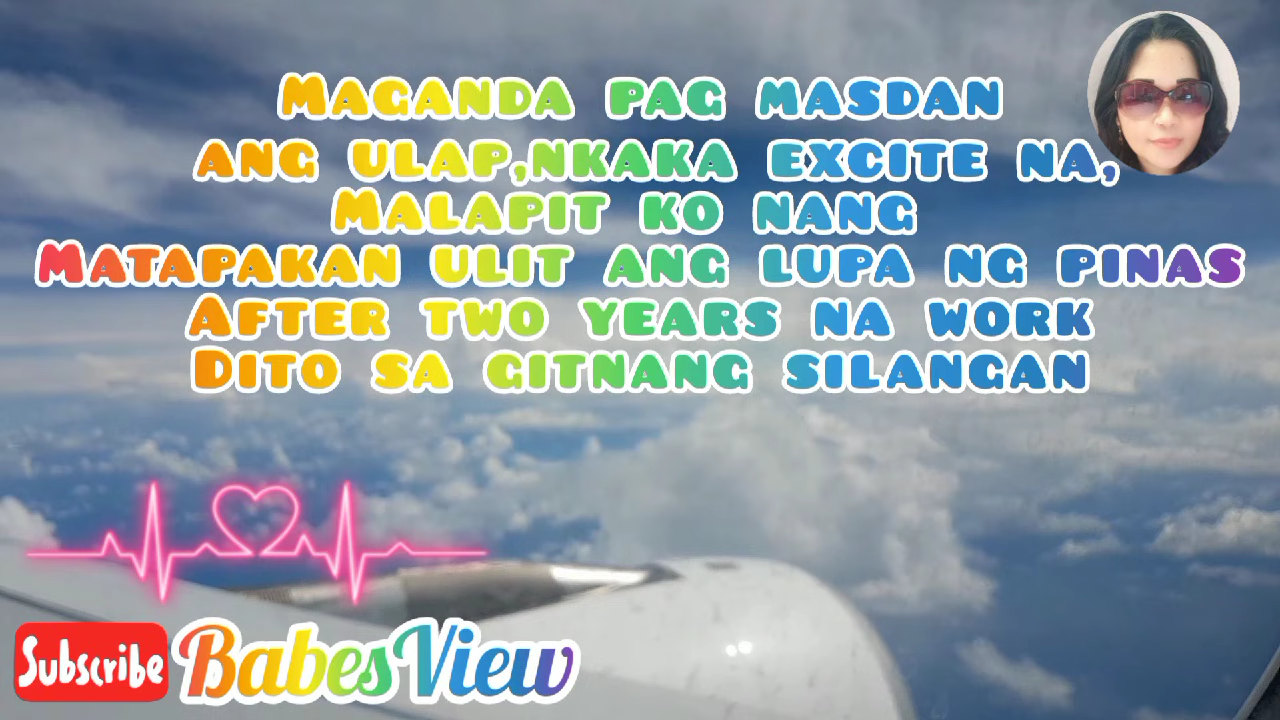 Maganda pag masdan
ang ulap,nkaka excite na,
Malapit ko nang
Matapakan ulit ang lupa ng pinas
After two years na work
Dito sa gitnang silangan
Subscribe BabesView